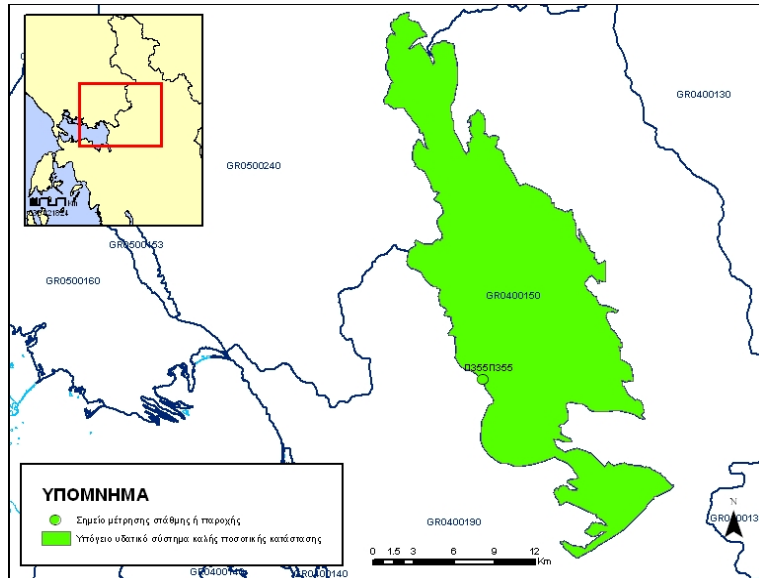 GR0400130
GR0500240
Km
GR0500153
GR0500160
GR0400150
Π355Π355
ΥΠΟΜΝΗΜΑ
Σημείο μέτρησης στάθμης ή παροχής
Υπόγειο υδατικό σύστημα καλής ποσοτικής κατάστασης
GR0400190
N
0 1.5 3 6 9 12
Km
GR0400140